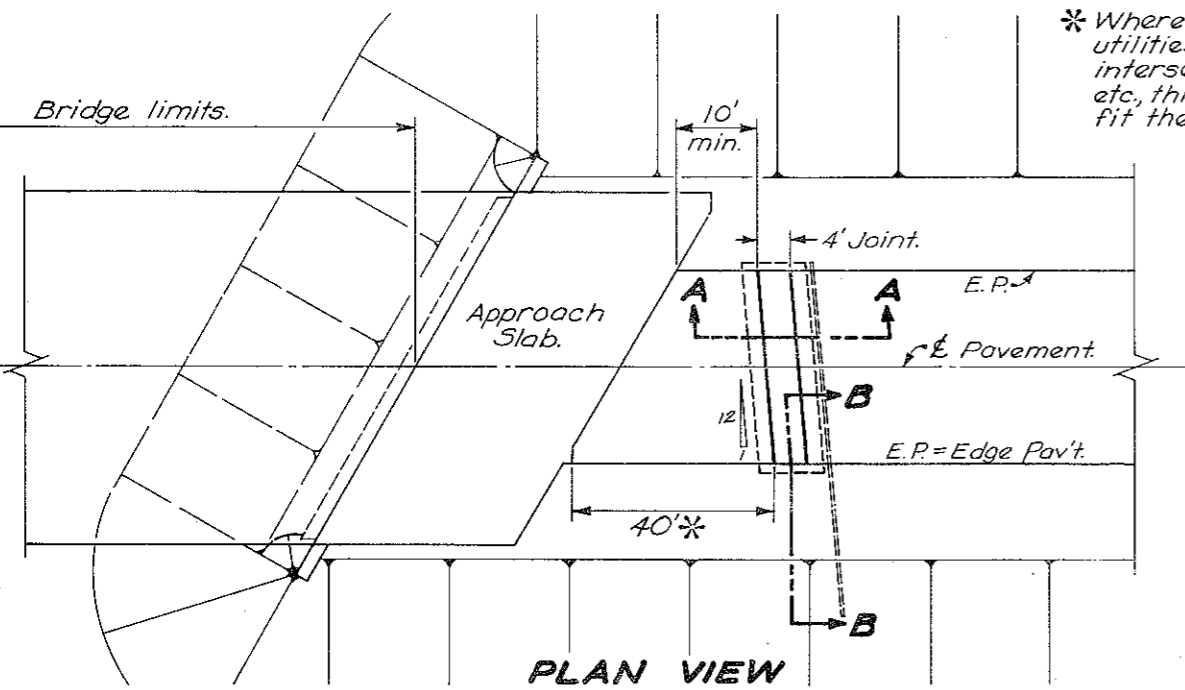 ✻ Where
utilities
interse
etc., thi
fit the
Bridge limits.
10'
min.
4' Joint.
A A
E.P.
Approach
Slab.
℄ Pavement.
B
12
1
E.P. = Edge Pav't.
40'✻
B
PLAN VIEW